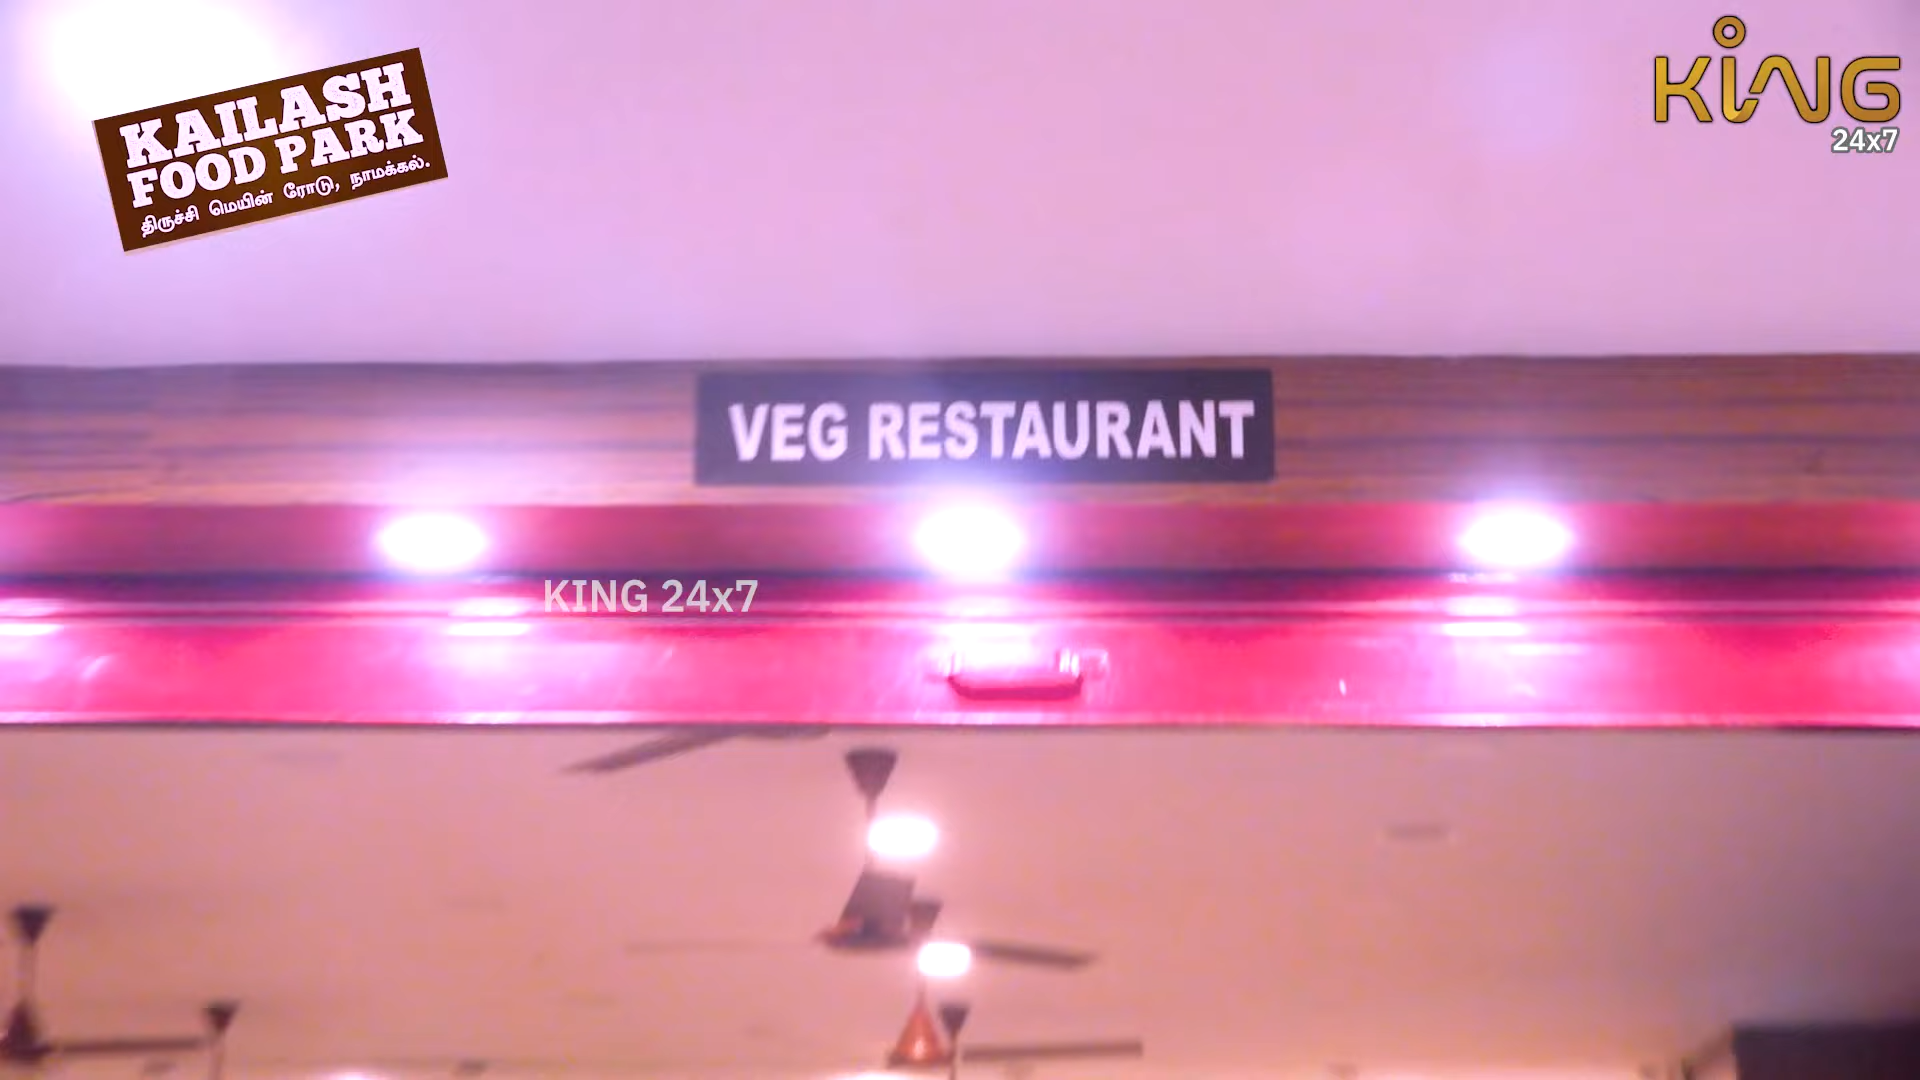 KAILASH
FOOD PARK
திருச்சி மெயின் ரோடு, நாமக்கல்.
KING
24x7
VEG RESTAURANT
KING 24x7